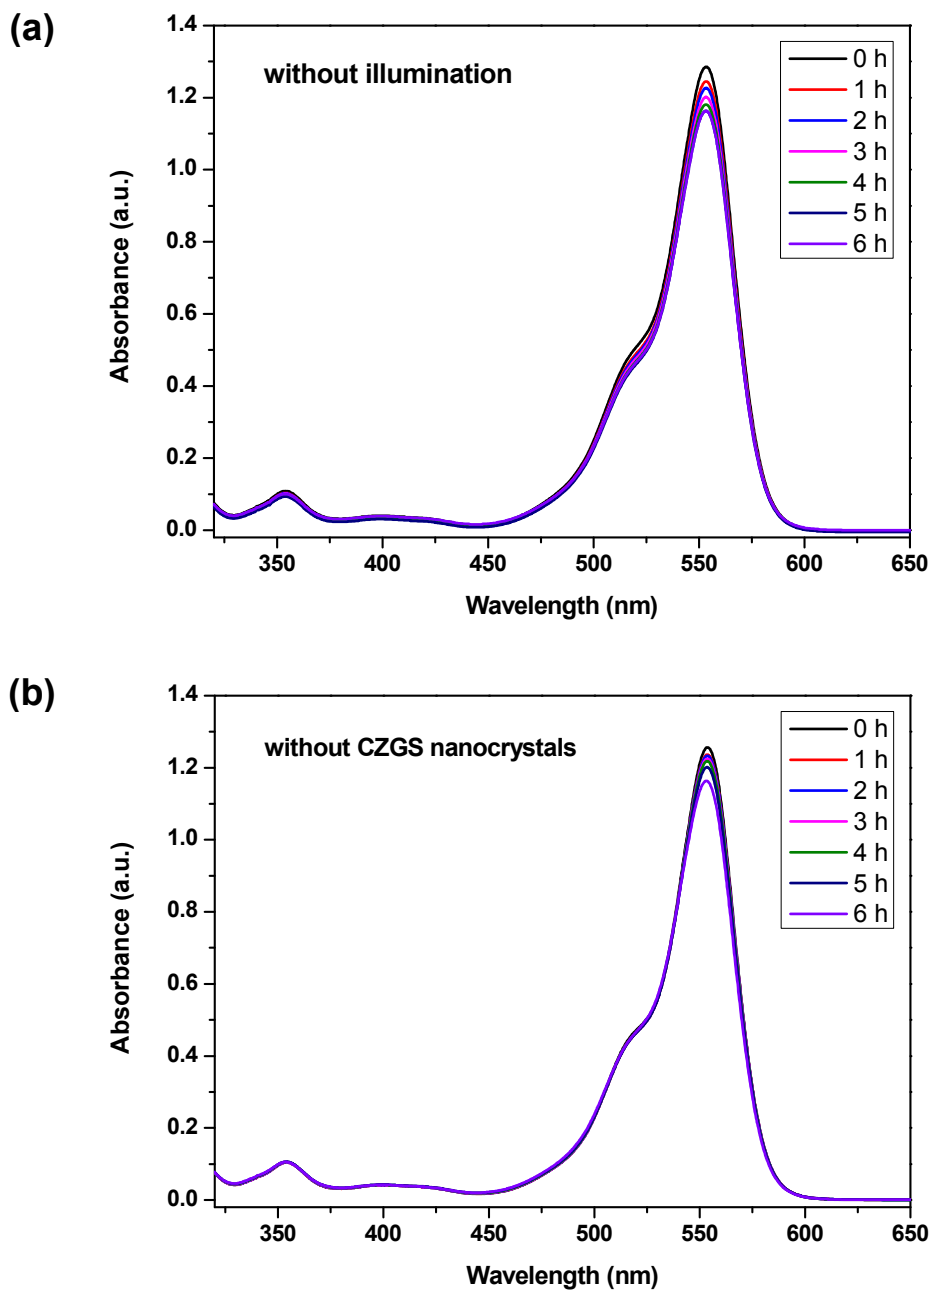 (a)
without illumination
0 h
1 h
2 h
3 h
4 h
5 h
6 h
1.4
1.2
1.0
0.8
0.6
0.4
0.2
0.0
Absorbance (a.u.)
350 400 450 500 550 600 650
Wavelength (nm)
(b)
without CZGS nanocrystals
0 h
1 h
2 h
3 h
4 h
5 h
6 h
1.4
1.2
1.0
0.8
0.6
0.4
0.2
0.0
Absorbance (a.u.)
350 400 450 500 550 600 650
Wavelength (nm)